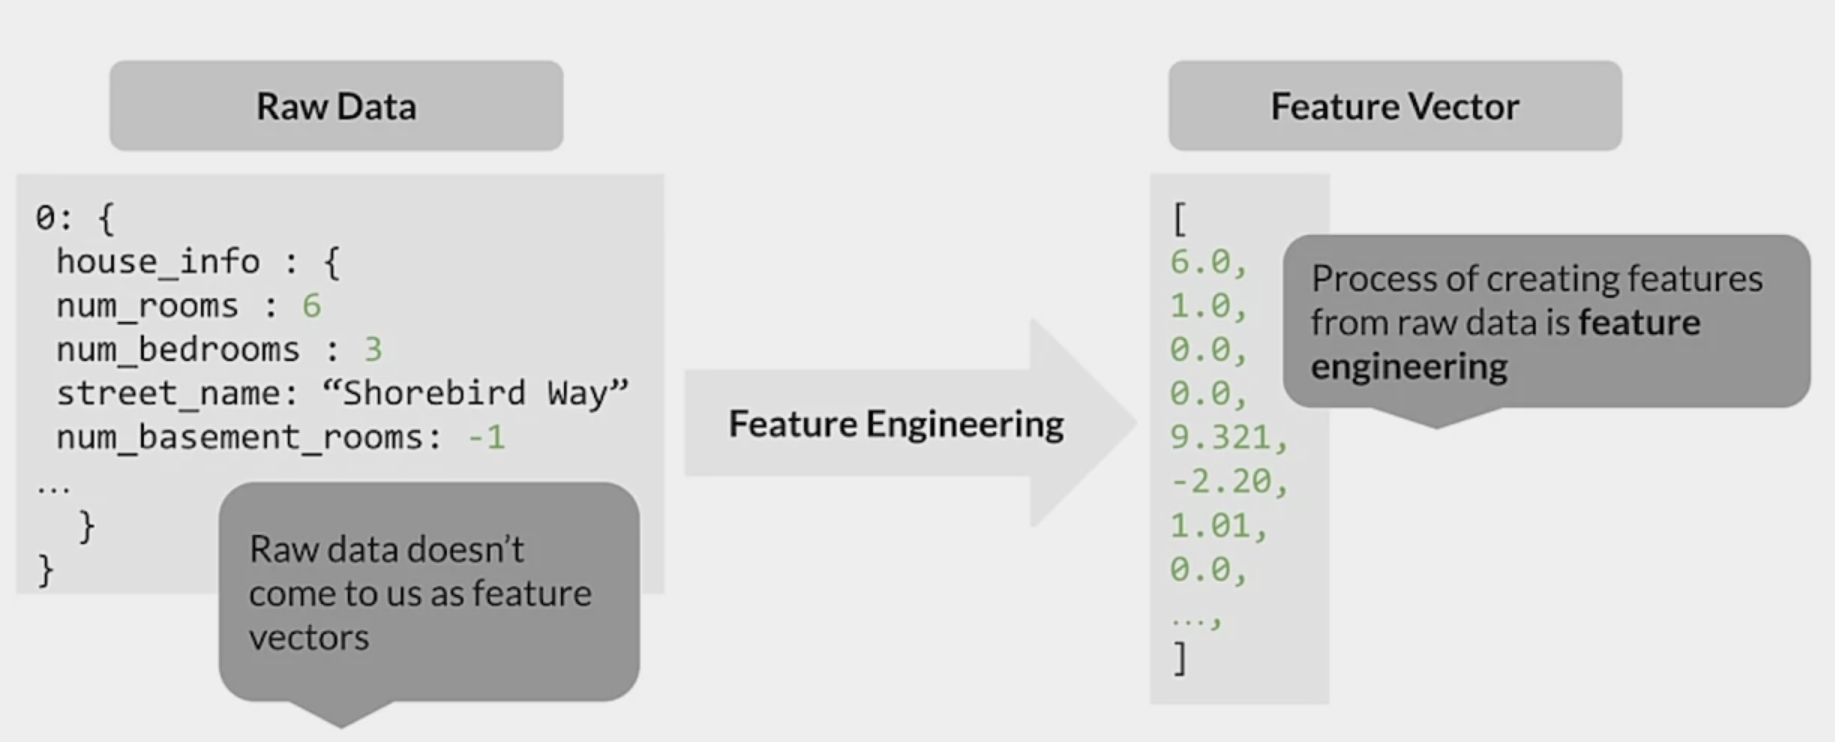 Raw Data
0: {
house_info : {
num_rooms : 6
num_bedrooms : 3
street_name: “Shorebird Way”
num_basement_rooms: -1
...
}
}
Raw data doesn’t
come to us as feature
vectors
Feature Engineering
Feature Vector
[
6.0,
1.0,
0.0,
0.0,
9.321,
-2.20,
1.01,
0.0,
...,
]
Process of creating features
from raw data is feature
engineering